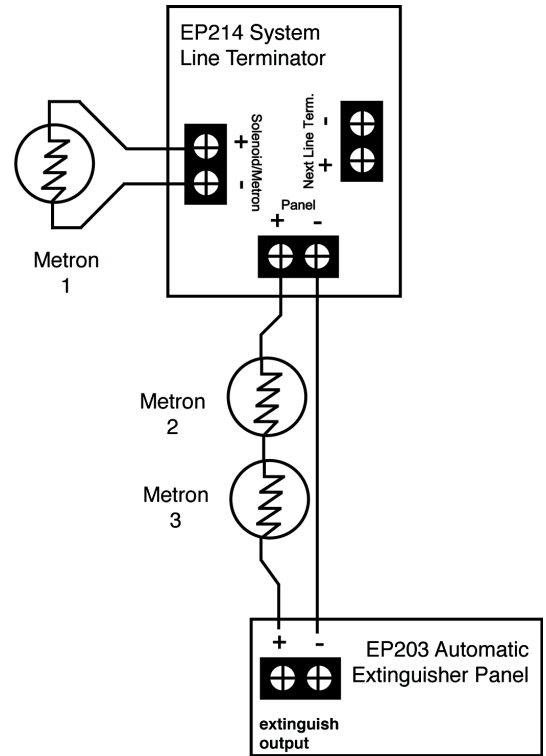 EP214 System
Line Terminator
+
-
Solenoid/Metron
Next Line Term.
-
+
Panel
+ -
Metron
1
Metron
2
Metron
3
+ -
EP203 Automatic
Extinguisher Panel
extinguish
output